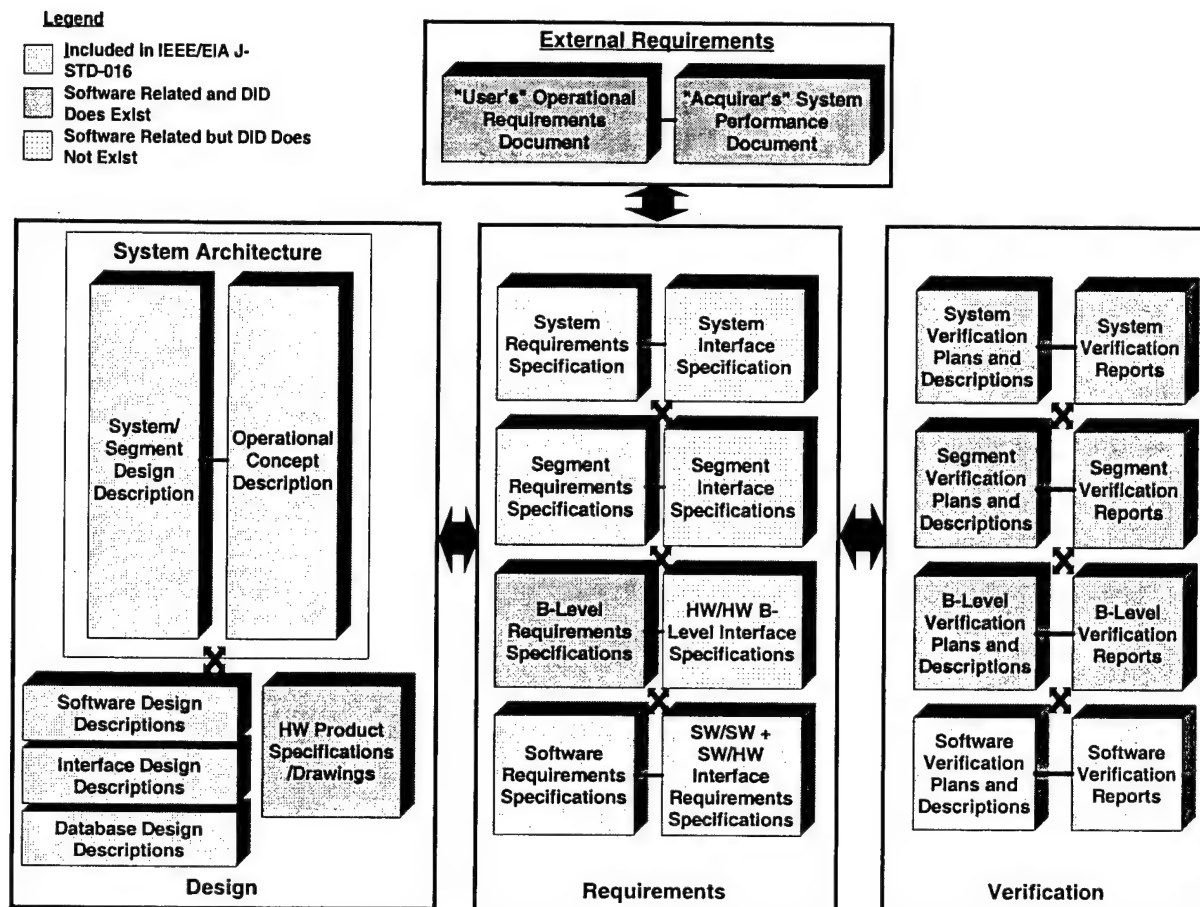 Legend
Included in IEEE/EIA J-
STD-016
Software Related and DID
Does Exist
Software Related but DID Does
Not Exist
External Requirements
"User's" Operational
Requirements
Document
"Acquirer's" System
Performance
Document
System Architecture
System/
Segment
Design
Description
Operational
Concept
Description
Software Design
Descriptions
Interface Design
Descriptions
Database Design
Descriptions
HW Product
Specifications
/Drawings
Design
System
Requirements
Specification
System
Interface
Specification
Segment
Requirements
Specifications
Segment
Interface
Specifications
B-Level
Requirements
Specifications
HW/HW B-
Level Interface
Specifications
Software
Requirements
Specifications
SW/SW +
SW/HW
Interface
Requirements
Specifications
Requirements
System
Verification
Plans and
Descriptions
System
Verification
Reports
Segment
Verification
Plans and
Descriptions
Segment
Verification
Reports
B-Level
Verification
Plans and
Descriptions
B-Level
Verification
Reports
Software
Verification
Plans and
Descriptions
Software
Verification
Reports
Verification